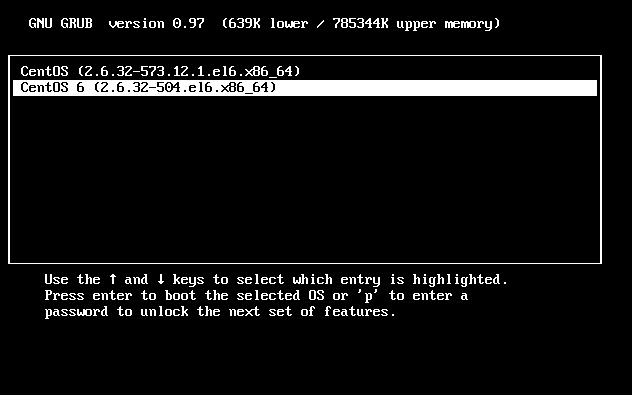 GNU GRUB  version 0.97  (639K lower / 785344K upper memory)
CentOS (2.6.32-573.12.1.el6.x86_64)
CentOS 6 (2.6.32-504.el6.x86_64)
Use the ↑ and ↓ keys to select which entry is highlighted.
Press enter to boot the selected OS or 'p' to enter a
password to unlock the next set of features.